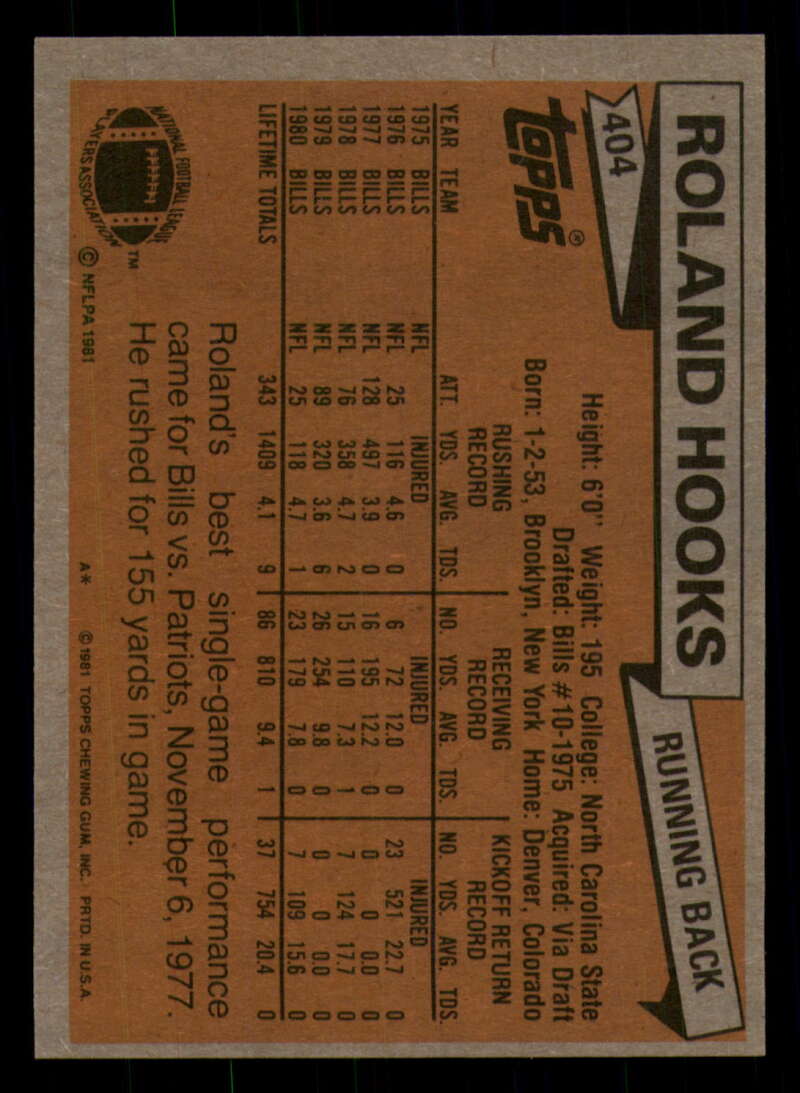 404
ROLAND HOOKS
RUNNING BACK
TOPPS®
Height: 6'0" Weight: 195 College: North Carolina State
Drafted: Bills #10-1975 Acquired: Via Draft
Born: 1-2-53, Brooklyn, New York Home: Denver, Colorado
RUSHING RECORD RECEIVING RECORD KICKOFF RETURN RECORD
YEAR TEAM ATT. YDS. AVG. TDS. NO. YDS. AVG. TDS. NO. YDS. AVG. TDS.
1975 BILLS NFL INJURED INJURED INJURED
1976 BILLS NFL 25 116 4.6 0 6 72 12.0 0 23 521 22.7 0
1977 BILLS NFL 128 497 3.9 0 16 195 12.2 0 0 0 0.0 0
1978 BILLS NFL 76 358 4.7 2 15 110 7.3 1 7 124 17.7 0
1979 BILLS NFL 89 320 3.6 6 26 254 9.8 0 0 0 0.0 0
1980 BILLS NFL 25 118 4.7 1 23 179 7.8 0 7 109 15.6 0
LIFETIME TOTALS 343 1409 4.1 9 86 810 9.4 1 37 754 20.4 0
Roland's best single-game performance
came for Bills vs. Patriots, November 6, 1977.
He rushed for 155 yards in game.
NATIONAL FOOTBALL LEAGUE
PLAYERS ASSOCIATION
TM
© NFLPA 1981
A* © 1981 TOPPS CHEWING GUM, INC. PRTD. IN U.S.A.